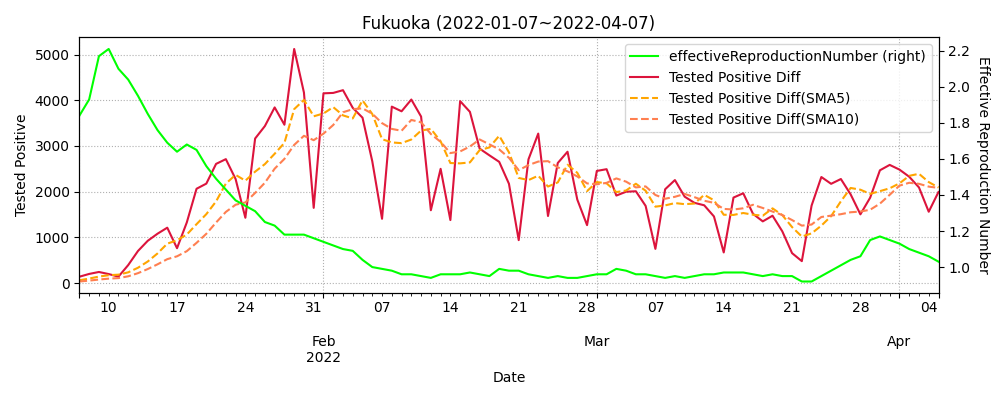 Fukuoka (2022-01-07~2022-04-07)
effectiveReproductionNumber (right)
Tested Positive Diff
Tested Positive Diff(SMA5)
Tested Positive Diff(SMA10)
Tested Positive
5000
4000
3000
2000
1000
0
2.2
2.0
1.8
1.6
1.4
1.2
1.0
Effective Reproduction Number
10 17 24 31 07 14 21 28 07 14 21 28 04
Feb Mar Apr
2022
Date